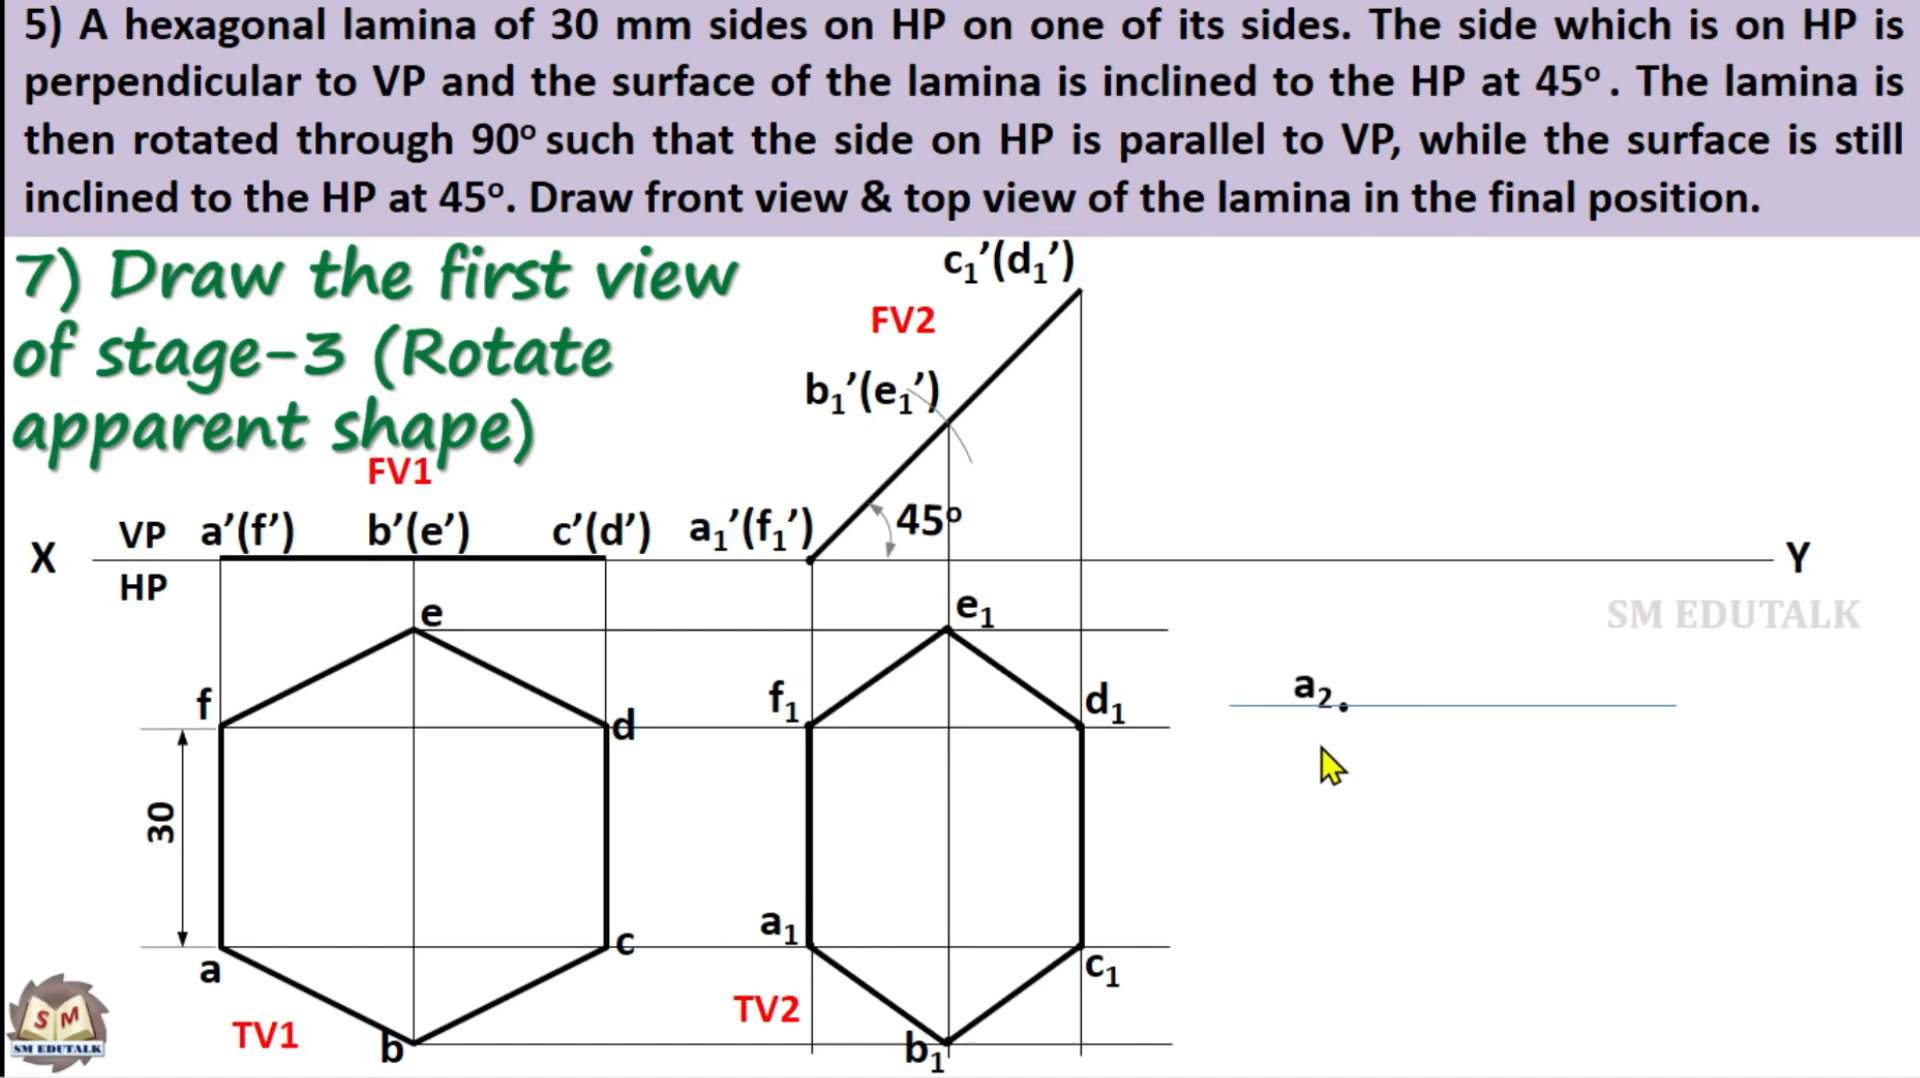 5) A hexagonal lamina of 30 mm sides on HP on one of its sides. The side which is on HP is
perpendicular to VP and the surface of the lamina is inclined to the HP at 45º. The lamina is
then rotated through 90º such that the side on HP is parallel to VP, while the surface is still
inclined to the HP at 45º. Draw front view & top view of the lamina in the final position.
7) Draw the first view
of stage-3 (Rotate
apparent shape)
c₁’(d₁’)
FV2
b₁’(e₁’)
FV1
45º
VP a’(f’) b’(e’) c’(d’) a₁’(f₁’)
X Y
HP
e e₁
SM EDUTALK
f f₁ d₁ a₂
d
30
a₁
c
a c₁
TV1 TV2
b b₁
SM
SM EDUTALK